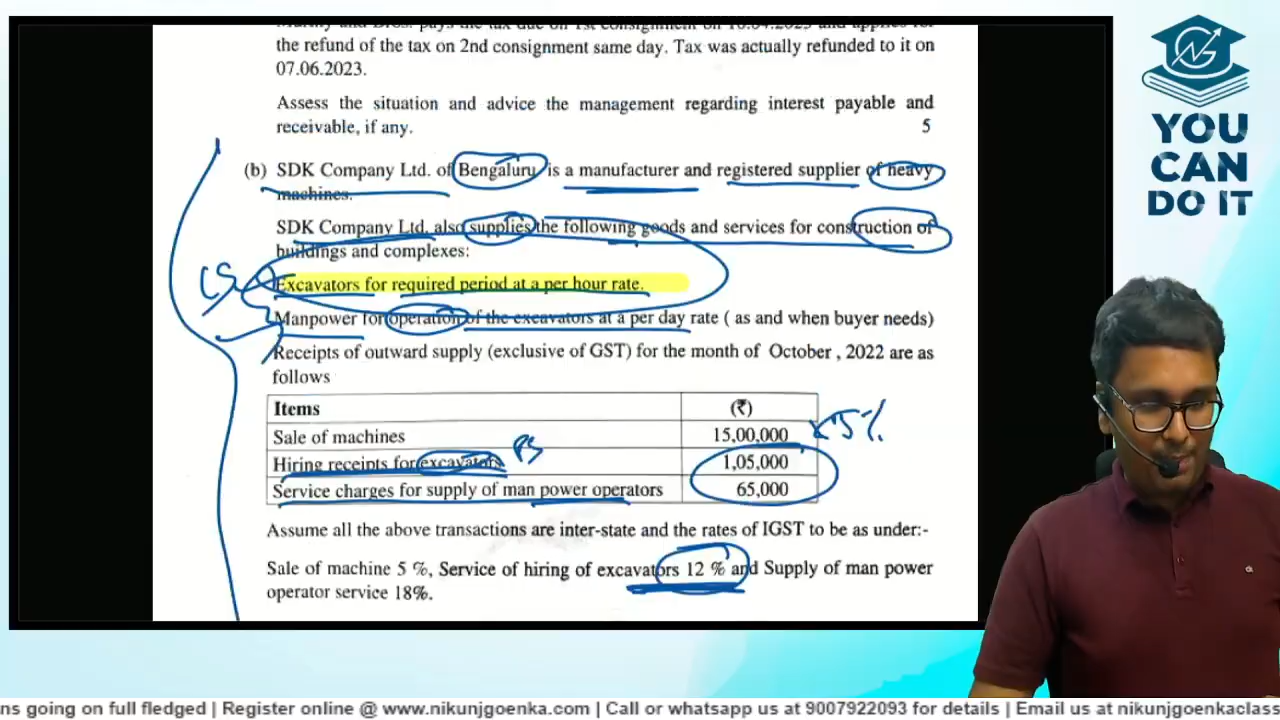 the refund of the tax on 2nd consignment same day. Tax was actually refunded to it on
07.06.2023.
Assess the situation and advice the management regarding interest payable and
receivable, if any. 5
(b) SDK Company Ltd. of Bengaluru is a manufacturer and registered supplier of heavy
machines.
SDK Company Ltd. also supplies the following goods and services for construction of
buildings and complexes:
Excavators for required period at a per hour rate.
Manpower for operation of the excavators at a per day rate ( as and when buyer needs)
Receipts of outward supply (exclusive of GST) for the month of October , 2022 are as
follows
Items (₹)
Sale of machines 15,00,000 x 5%
Hiring receipts for excavators PS 1,05,000
Service charges for supply of man power operators 65,000
Assume all the above transactions are inter-state and the rates of IGST to be as under:-
Sale of machine 5 %, Service of hiring of excavators 12 % and Supply of man power
operator service 18%.
CS
NG
YOU
CAN
DO IT
ns going on full fledged | Register online @ www.nikunjgoenka.com | Call or whatsapp us at 9007922093 for details | Email us at nikunjgoenkaclass